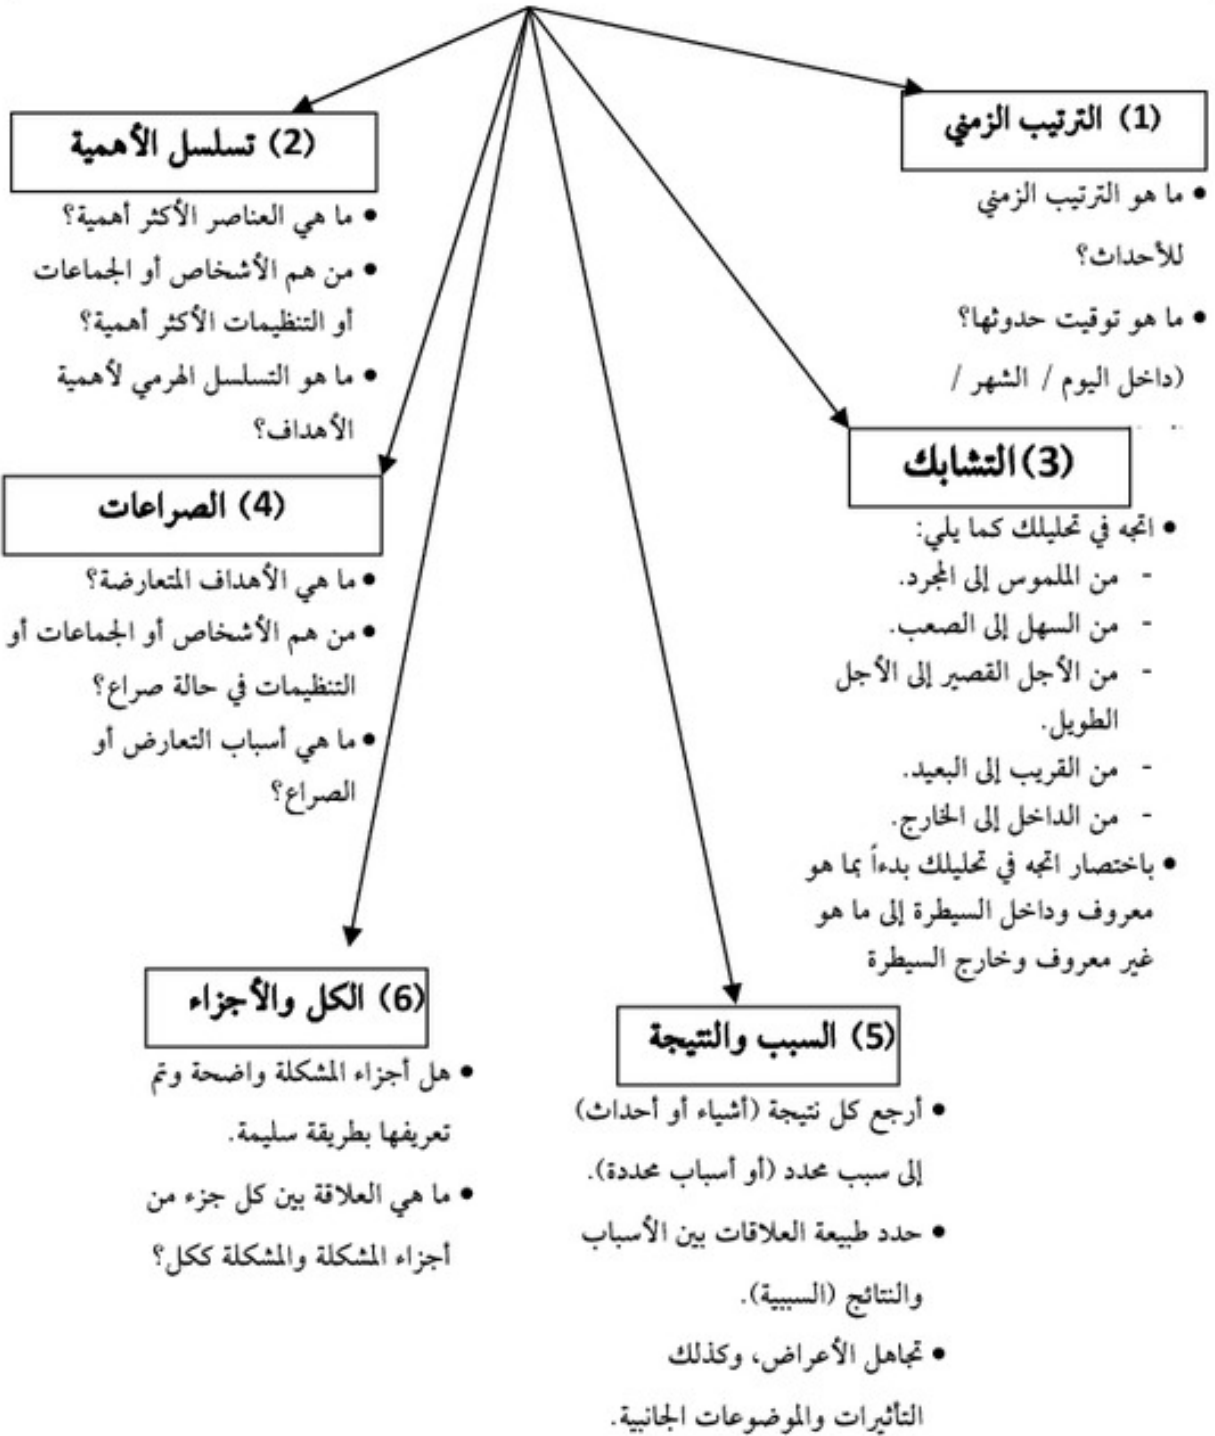 (1) الترتيب الزمني
• ما هو الترتيب الزمني
للأحداث؟
• ما هو توقيت حدوثها؟
(داخل اليوم / الشهر /
(2) تسلسل الأهمية
• ما هي العناصر الأكثر أهمية؟
• من هم الأشخاص أو الجماعات
أو التنظيمات الأكثر أهمية؟
• ما هو التسلسل الهرمي لأهمية
الأهداف؟
(3) التشابك
• اتجه في تحليلك كما يلي:
- من الملموس إلى المجرد.
- من السهل إلى الصعب.
- من الأجل القصير إلى الأجل
الطويل.
- من القريب إلى البعيد.
- من الداخل إلى الخارج.
• باختصار اتجه في تحليلك بدءاً بما هو
معروف وداخل السيطرة إلى ما هو
غير معروف وخارج السيطرة
(4) الصراعات
• ما هي الأهداف المتعارضة؟
• من هم الأشخاص أو الجماعات أو
التنظيمات في حالة صراع؟
• ما هي أسباب التعارض أو
الصراع؟
(5) السبب والنتيجة
• أرجع كل نتيجة (أشياء أو أحداث)
إلى سبب محدد (أو أسباب محددة).
• حدد طبيعة العلاقات بين الأسباب
والنتائج (السببية).
• تجاهل الأعراض، وكذلك
التأثيرات والموضوعات الجانبية.
(6) الكل والأجزاء
• هل أجزاء المشكلة واضحة وتم
تعريفها بطريقة سليمة.
• ما هي العلاقة بين كل جزء من
أجزاء المشكلة والمشكلة ككل؟